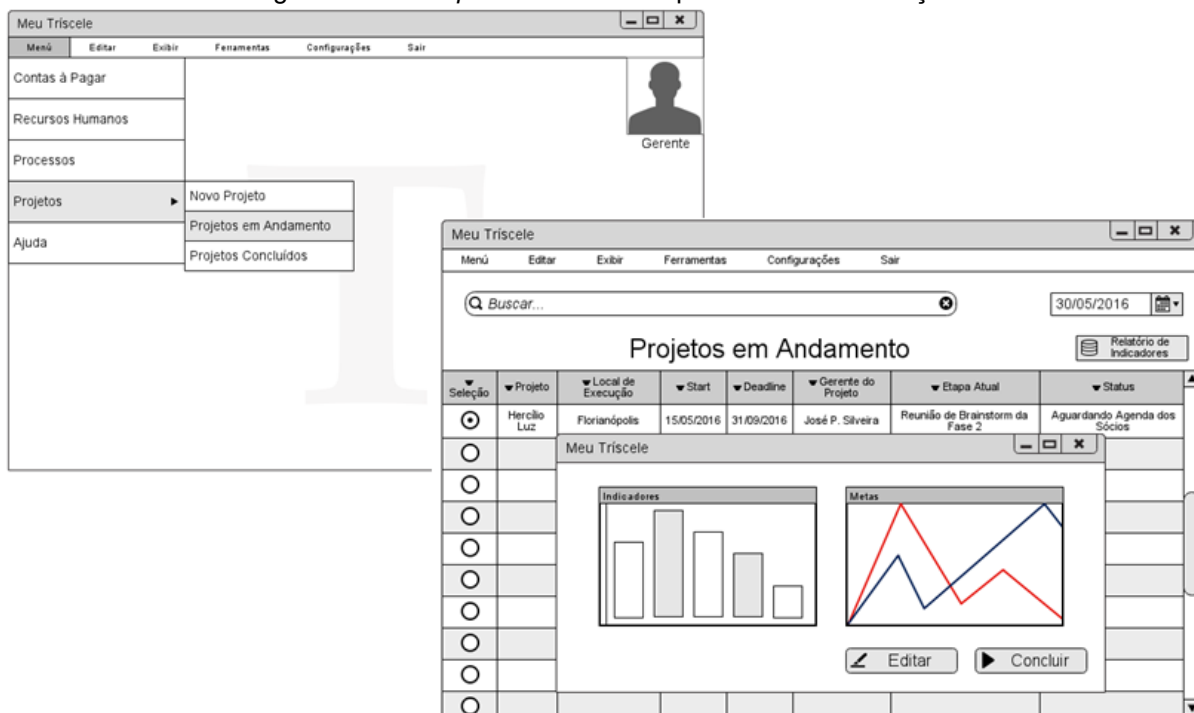 Meu Tríscele
Menú Editar Exibir Ferramentas Configurações Sair
Contas à Pagar
Recursos Humanos
Processos
Projetos
Ajuda
Novo Projeto
Projetos em Andamento
Projetos Concluídos
Gerente
T
Meu Tríscele
Menú Editar Exibir Ferramentas Configurações Sair
Buscar...
30/05/2016
Projetos em Andamento
Relatório de
Indicadores
Seleção Projeto Local de Execução Start Deadline Gerente do Projeto Etapa Atual Status
Hercílio Luz Florianópolis 15/05/2016 31/09/2016 José P. Silveira Reunião de Brainstorm da Fase 2 Aguardando Agenda dos Sócios
Meu Tríscele
Indicadores
Metas
Editar
Concluir